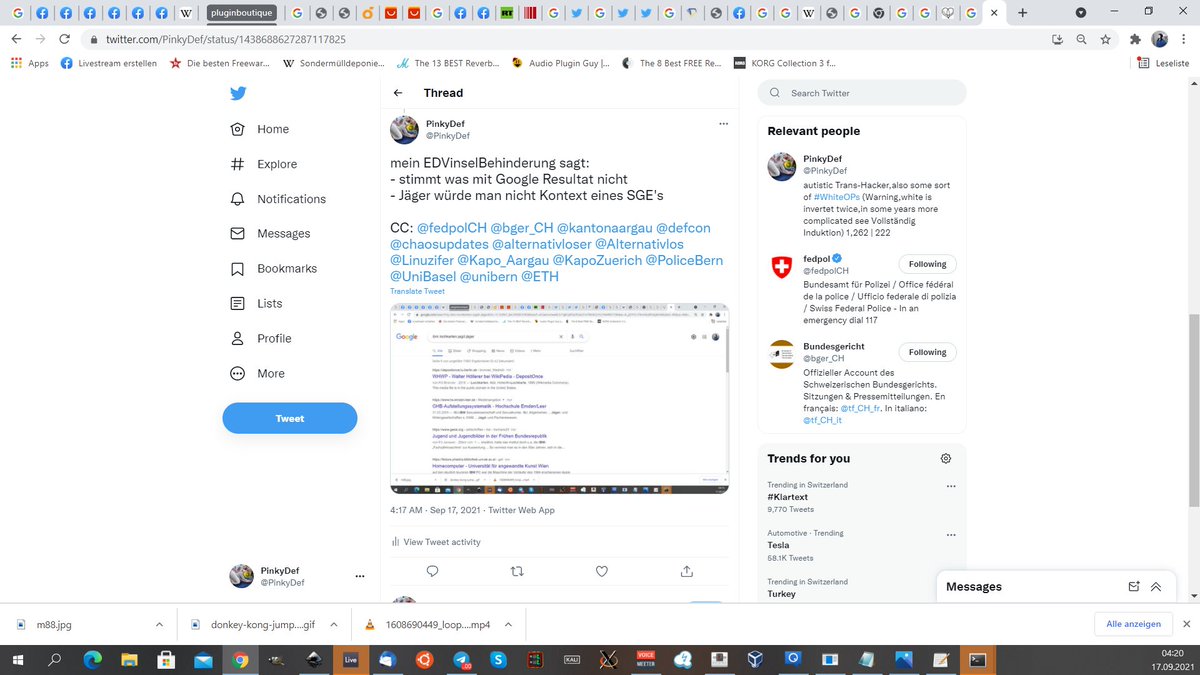 pluginboutique
twitter.com/PinkyDef/status/1438688627287117825
Apps
Livestream erstellen
Die besten Freewar...
Sondermülldeponie...
The 13 BEST Reverb...
Audio Plugin Guy |...
The 8 Best FREE Re...
KORG Collection 3 f...
Leseliste
Home
Explore
Notifications
Messages
Bookmarks
Lists
Profile
More
Tweet
PinkyDef
@PinkyDef
Thread
PinkyDef
@PinkyDef
mein EDVinselBehinderung sagt:
- stimmt was mit Google Resultat nicht
- Jäger würde man nicht Kontext eines SGE's
CC: @fedpolCH @bger_CH @kantonaargau @defcon
@chaosupdates @alternativloser @Alternativlos
@Linuzifer @Kapo_Aargau @KapoZuerich @PoliceBern
@UniBasel @unibern @ETH
Translate Tweet
Google
WHWP - Walter Höllerer bei WikiPedia - DepositOnce
GHB-Aufstellungssystematik - Hochschule Emden/Leer
Jugend und Jugendbilder in der Frühen Bundesrepublik
Homecomputer - Universität für angewandte Kunst Wien
4:17 AM · Sep 17, 2021 · Twitter Web App
View Tweet activity
Search Twitter
Relevant people
PinkyDef
@PinkyDef
autistic Trans-Hacker,also some sort
of #WhiteOPs (Warning,white is
invertet twice,in some years more
complicated see Vollständig
Induktion) 1,262 | 222
fedpol
@fedpolCH
Following
Bundesamt für Polizei / Office fédéral
de la police / Ufficio federale di polizia
/ Swiss Federal Police - In an
emergency dial 117
Bundesgericht
@bger_CH
Following
Offizieller Account des
Schweizerischen Bundesgerichts.
Sitzungen & Pressemitteilungen. En
français: @tf_CH_fr. In italiano:
@tf_CH_it
Trends for you
Trending in Switzerland
#Klartext
9,770 Tweets
Automotive · Trending
Tesla
58.1K Tweets
Trending in Switzerland
Turkey
Messages
m88.jpg
donkey-kong-jump....gif
1608690449_loop....mp4
Alle anzeigen
Live
KALI
VOICE
MEETER
04:20
17.09.2021